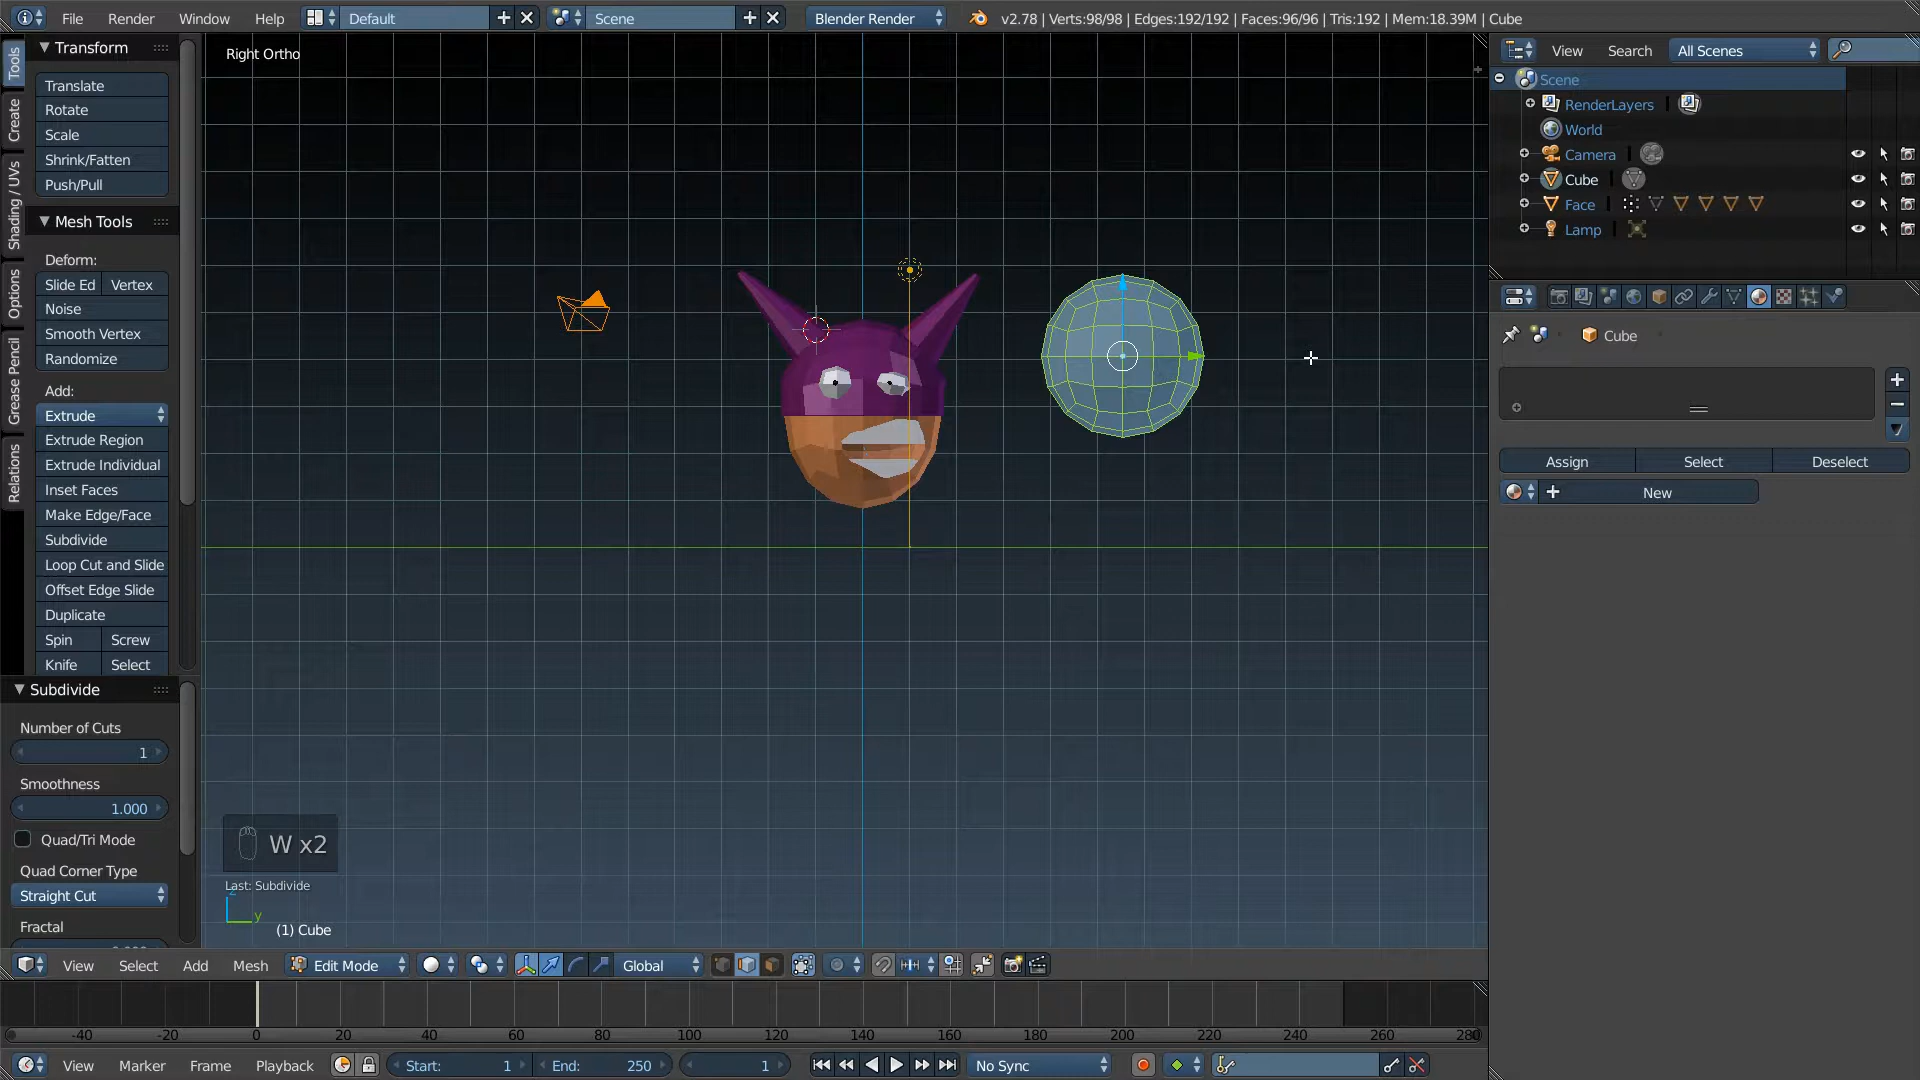 File Render Window Help Default Scene Blender Render v2.78 | Verts:98/98 | Edges:192/192 | Faces:96/96 | Tris:192 | Mem:18.39M | Cube
Tools
Create
Shading / UVs
Options
Grease Pencil
Relations
Transform
Translate
Rotate
Scale
Shrink/Fatten
Push/Pull
Mesh Tools
Deform:
Slide Ed Vertex
Noise
Smooth Vertex
Randomize
Add:
Extrude
Extrude Region
Extrude Individual
Inset Faces
Make Edge/Face
Subdivide
Loop Cut and Slide
Offset Edge Slide
Duplicate
Spin Screw
Knife Select
Subdivide
Number of Cuts
1
Smoothness
1.000
Quad/Tri Mode
Quad Corner Type
Straight Cut
Fractal
Right Ortho
W x2
Last: Subdivide
z
y
(1) Cube
View Search All Scenes
Scene
RenderLayers
World
Camera
Cube
Face
Lamp
Cube
Assign Select Deselect
New
View Select Add Mesh Edit Mode Global
-40 -20 0 20 40 60 80 100 120 140 160 180 200 220 240 260 280
View Marker Frame Playback Start: 1 End: 250 1 No Sync